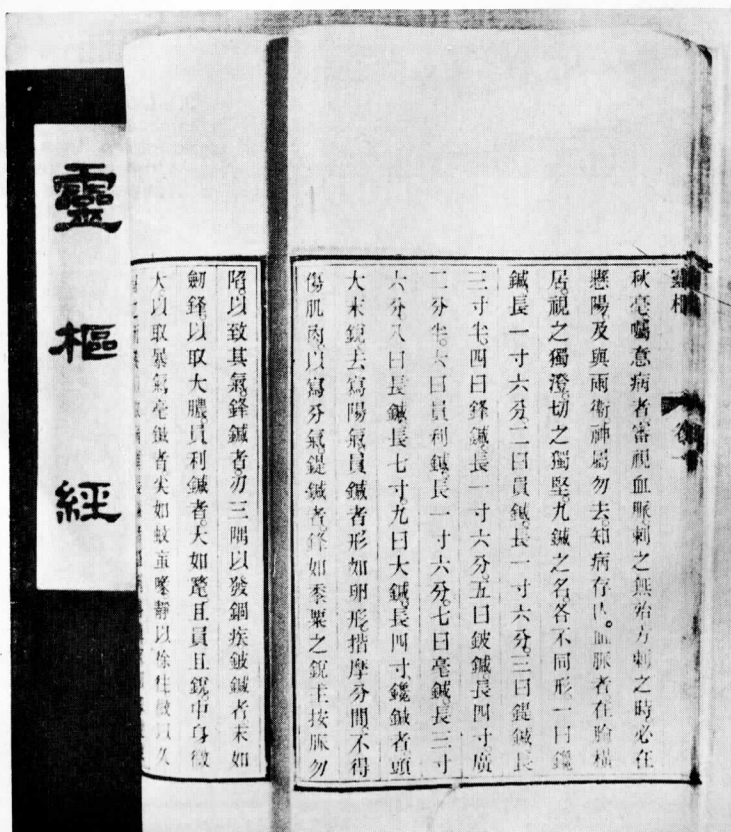 靈樞經
靈樞 卷一
秋毫囑意病者審視血脈刺之無殆方刺之時必在
懸陽、及與兩衛神屬勿去、知病存亡。血脈者在腧橫
居、視之獨澄、切之獨堅。九鍼之名各不同形、一曰鑱
鍼長一寸六分、二曰員鍼、長一寸六分。三曰鍉鍼長
三寸半、四曰鋒鍼、長一寸六分。五曰鈹鍼長四寸廣
二分半。六曰員利鍼長一寸六分。七曰毫鍼、長三寸
六分八曰長鍼長七寸九曰大鍼、長四寸、鑱鍼者頭
大末銳去寫陽氣員鍼者形如卵形、揩摩分間、不得
傷肌肉、以寫分氣鍉鍼者、鋒如黍粟之銳主按脈勿
陷、以致其氣。鋒鍼者刃三隅以發錮疾鈹鍼者末如
劒鋒、以取大膿員利鍼者。大如氂且員且銳。中身微
大以取暴氣毫鍼者尖如蚊虻喙靜以徐往微以久